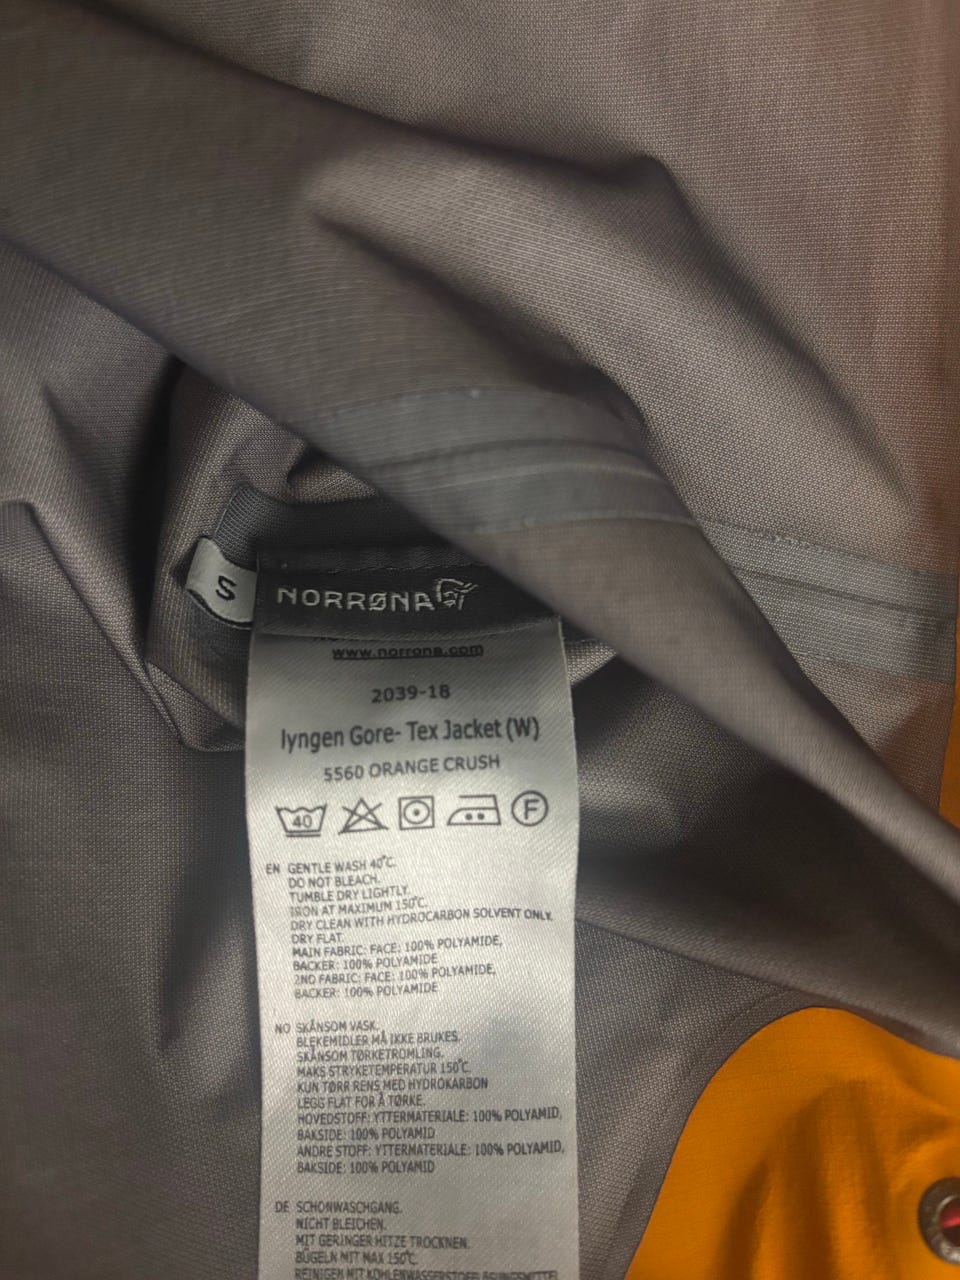 S
NORRØNA
www.norrona.com
2039-18
lyngen Gore- Tex Jacket (W)
5560 ORANGE CRUSH
40
F
EN GENTLE WASH 40°C.
DO NOT BLEACH.
TUMBLE DRY LIGHTLY.
IRON AT MAXIMUM 150°C.
DRY CLEAN WITH HYDROCARBON SOLVENT ONLY.
DRY FLAT.
MAIN FABRIC: FACE: 100% POLYAMIDE,
BACKER: 100% POLYAMIDE
2ND FABRIC: FACE: 100% POLYAMIDE,
BACKER: 100% POLYAMIDE
NO SKÅNSOM VASK.
BLEKEMIDLER MÅ IKKE BRUKES.
SKÅNSOM TØRKETROMLING.
MAKS STRYKETEMPERATUR 150°C.
KUN TØRR RENS MED HYDROKARBON
LEGG FLAT FOR Å TØRKE.
HOVEDSTOFF: YTTERMATERIALE: 100% POLYAMID,
BAKSIDE: 100% POLYAMID
ANDRE STOFF: YTTERMATERIALE: 100% POLYAMID,
BAKSIDE: 100% POLYAMID
DE SCHONWASCHGANG.
NICHT BLEICHEN.
MIT GERINGER HITZE TROCKNEN.
BÜGELN MIT MAX 150°C
REINIGEN MIT